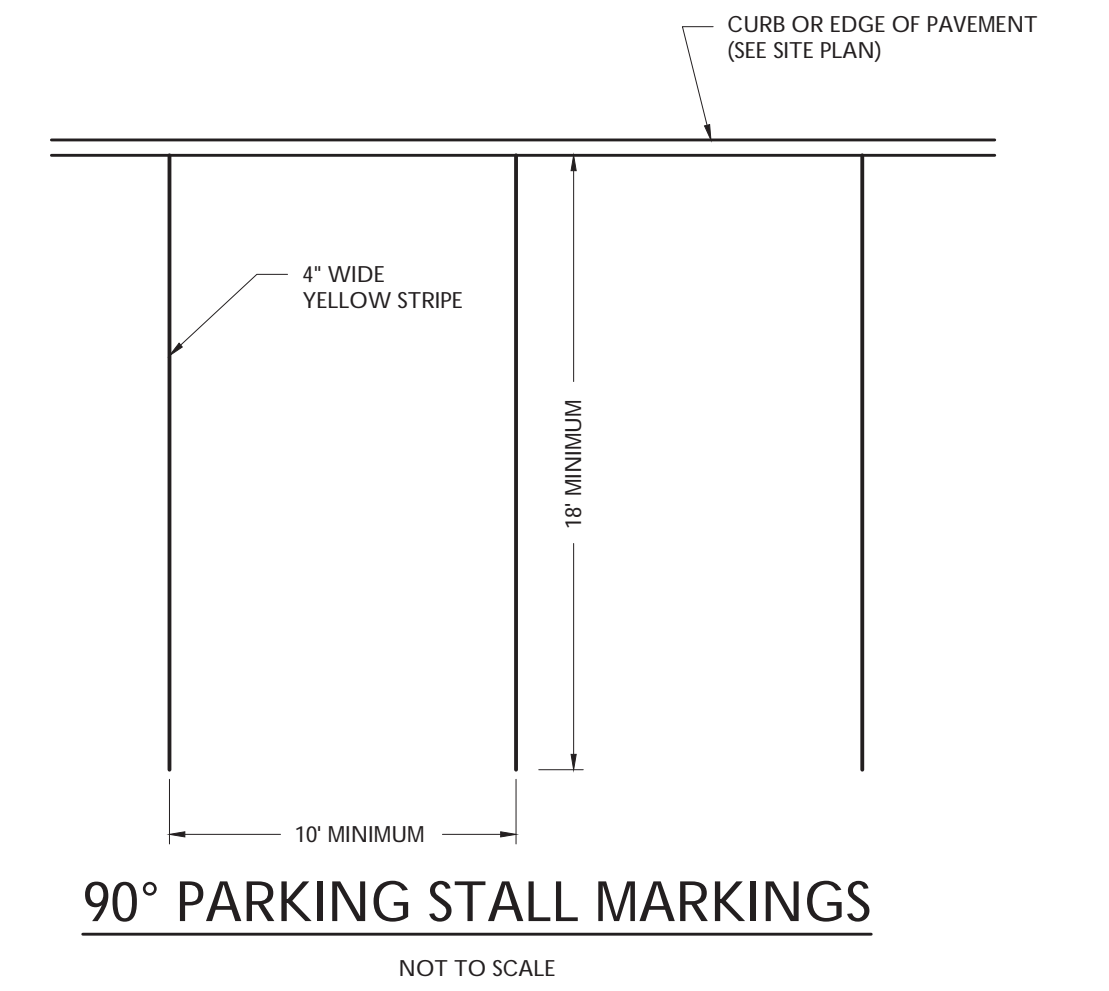 CURB OR EDGE OF PAVEMENT
(SEE SITE PLAN)
4" WIDE
YELLOW STRIPE
18' MINIMUM
10' MINIMUM
90° PARKING STALL MARKINGS
NOT TO SCALE